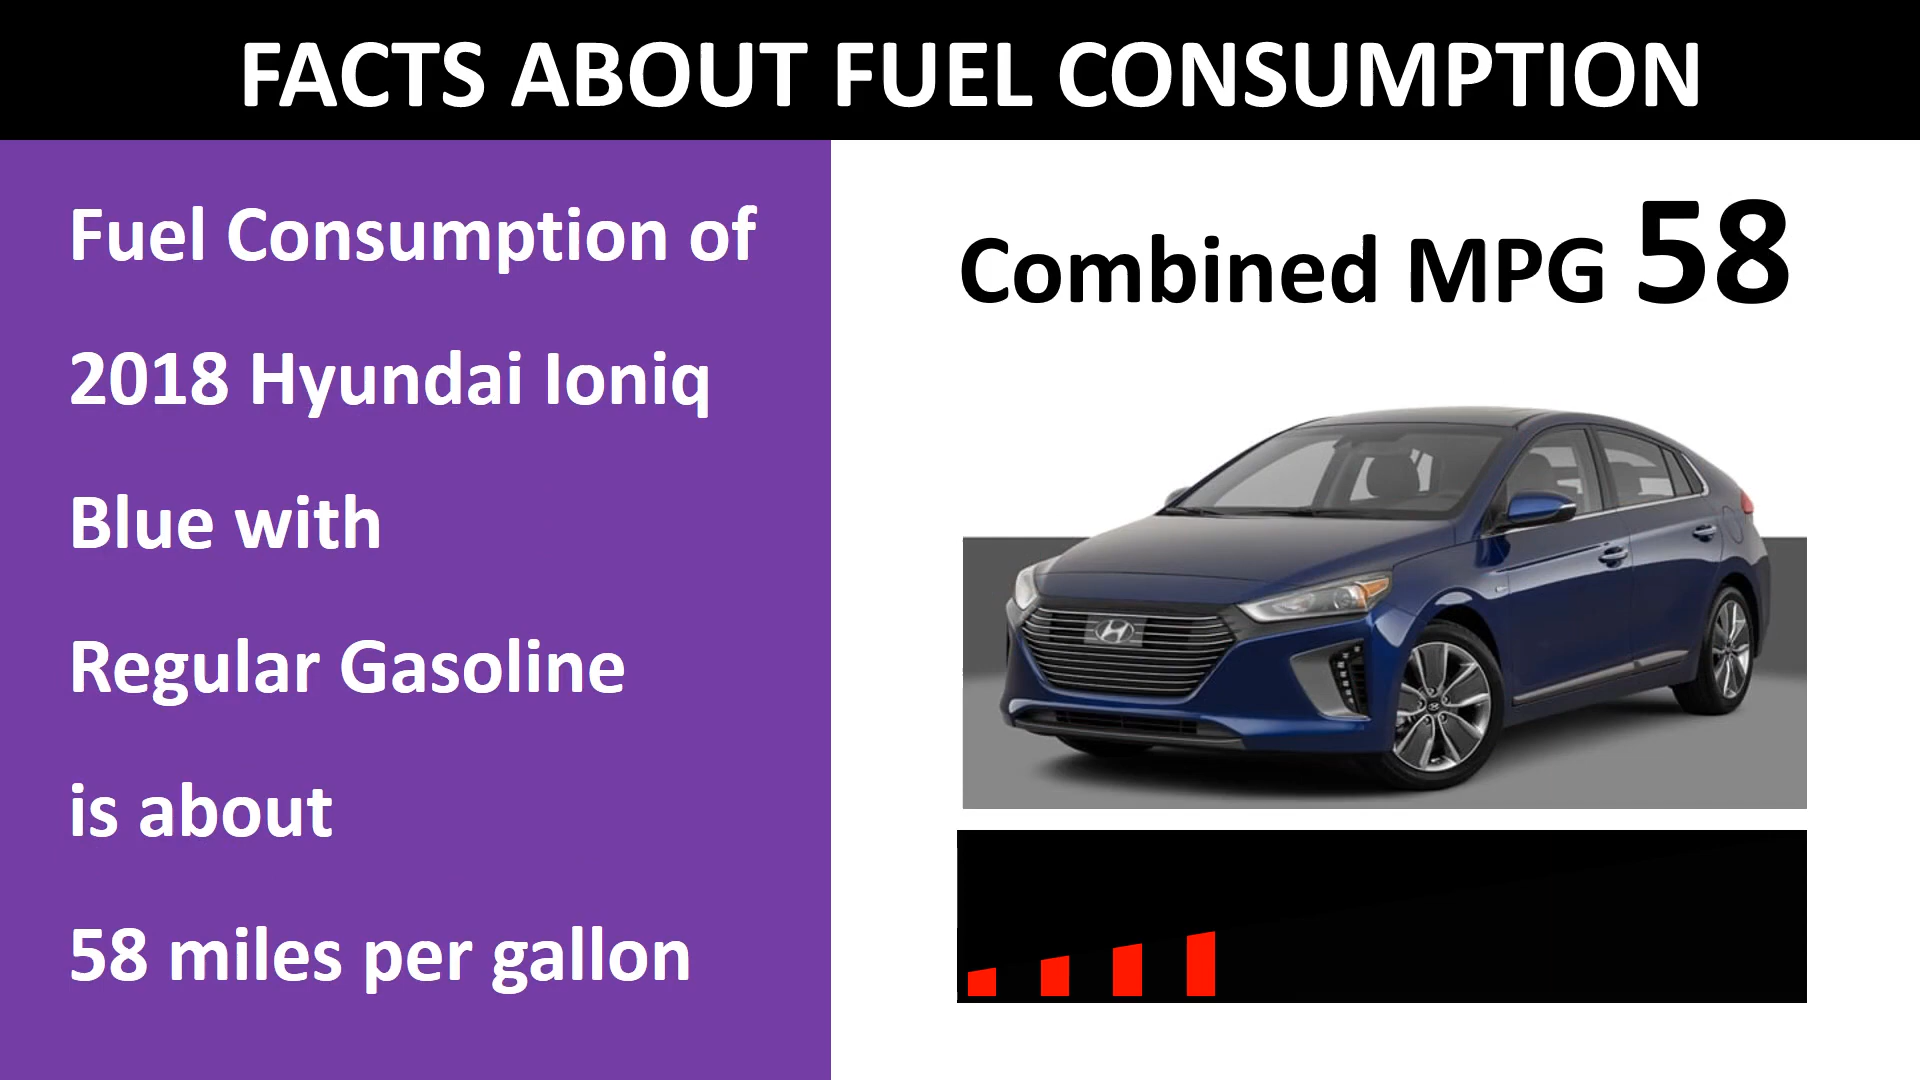 FACTS ABOUT FUEL CONSUMPTION
Fuel Consumption of
2018 Hyundai Ioniq
Blue with
Regular Gasoline
is about
58 miles per gallon
Combined MPG 58